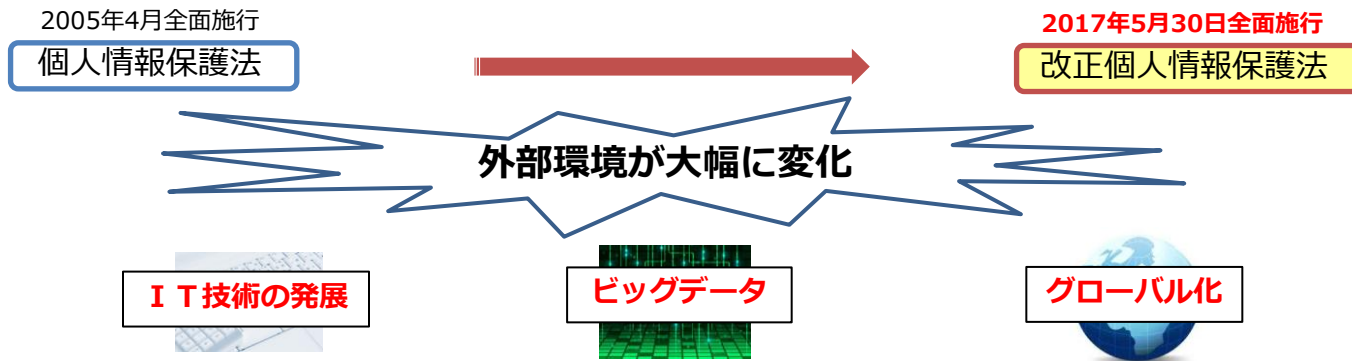 2005年4月全面施行
個人情報保護法
2017年5月30日全面施行
改正個人情報保護法
外部環境が大幅に変化
ＩＴ技術の発展
ビッグデータ
グローバル化